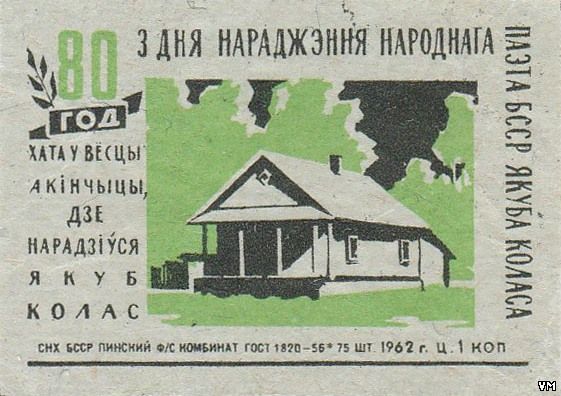 80
ГОД
З ДНЯ НАРАДЖЭННЯ НАРОДНАГА
ПАЭТА БССР ЯКУБА КОЛАСА
ХАТА У ВЁСЦЫ
АКІНЧЫЦЫ,
ДЗЕ
НАРАДЗІЎСЯ
ЯКУБ
КОЛАС
СНХ БССР ПИНСКИЙ Ф/С КОМБИНАТ ГОСТ 1820-56* 75 ШТ. 1962 г. Ц. 1 КОП
VM